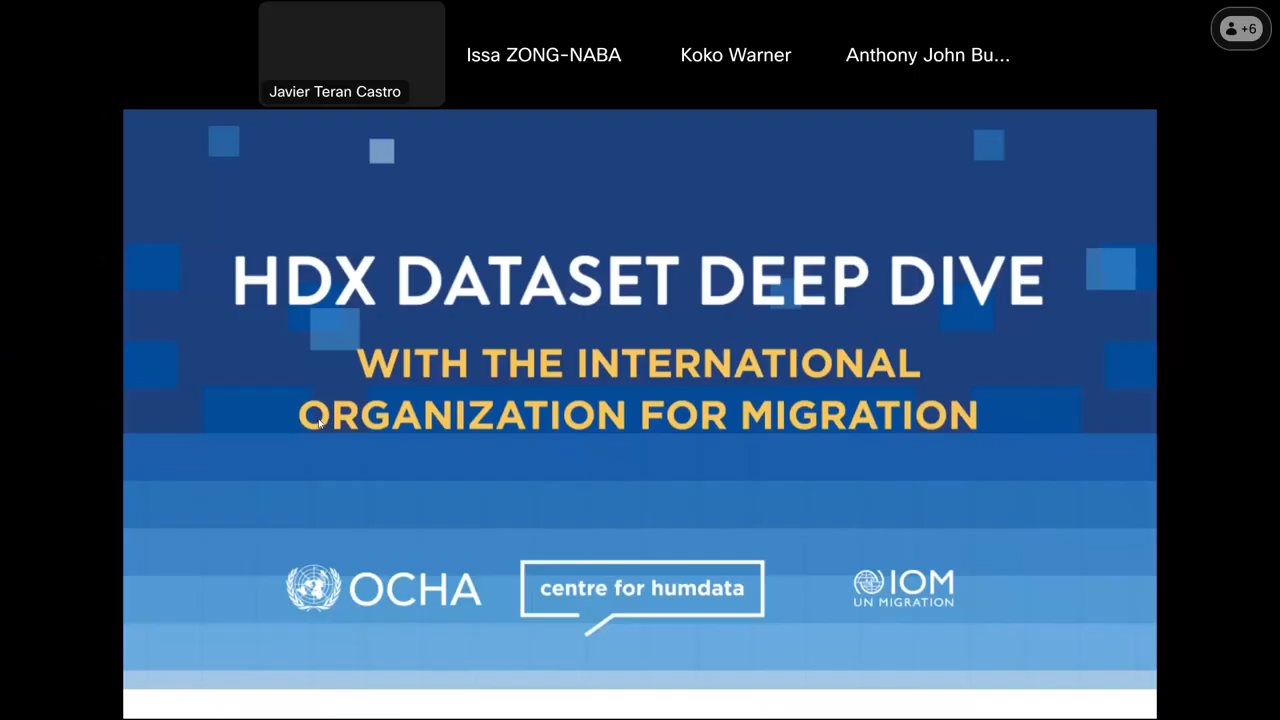 Javier Teran Castro
Issa ZONG-NABA
Koko Warner
Anthony John Bu...
+6
HDX DATASET DEEP DIVE
WITH THE INTERNATIONAL
ORGANIZATION FOR MIGRATION
OCHA
centre for humdata
IOM
UN MIGRATION